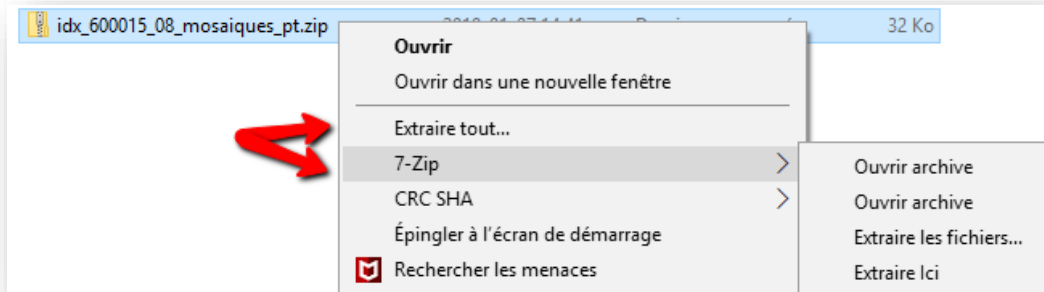 idx_600015_08_mosaiques_pt.zip 32 Ko
Ouvrir
Ouvrir dans une nouvelle fenêtre
Extraire tout...
7-Zip
CRC SHA
Épingler à l'écran de démarrage
Rechercher les menaces
Ouvrir archive
Ouvrir archive
Extraire les fichiers...
Extraire Ici